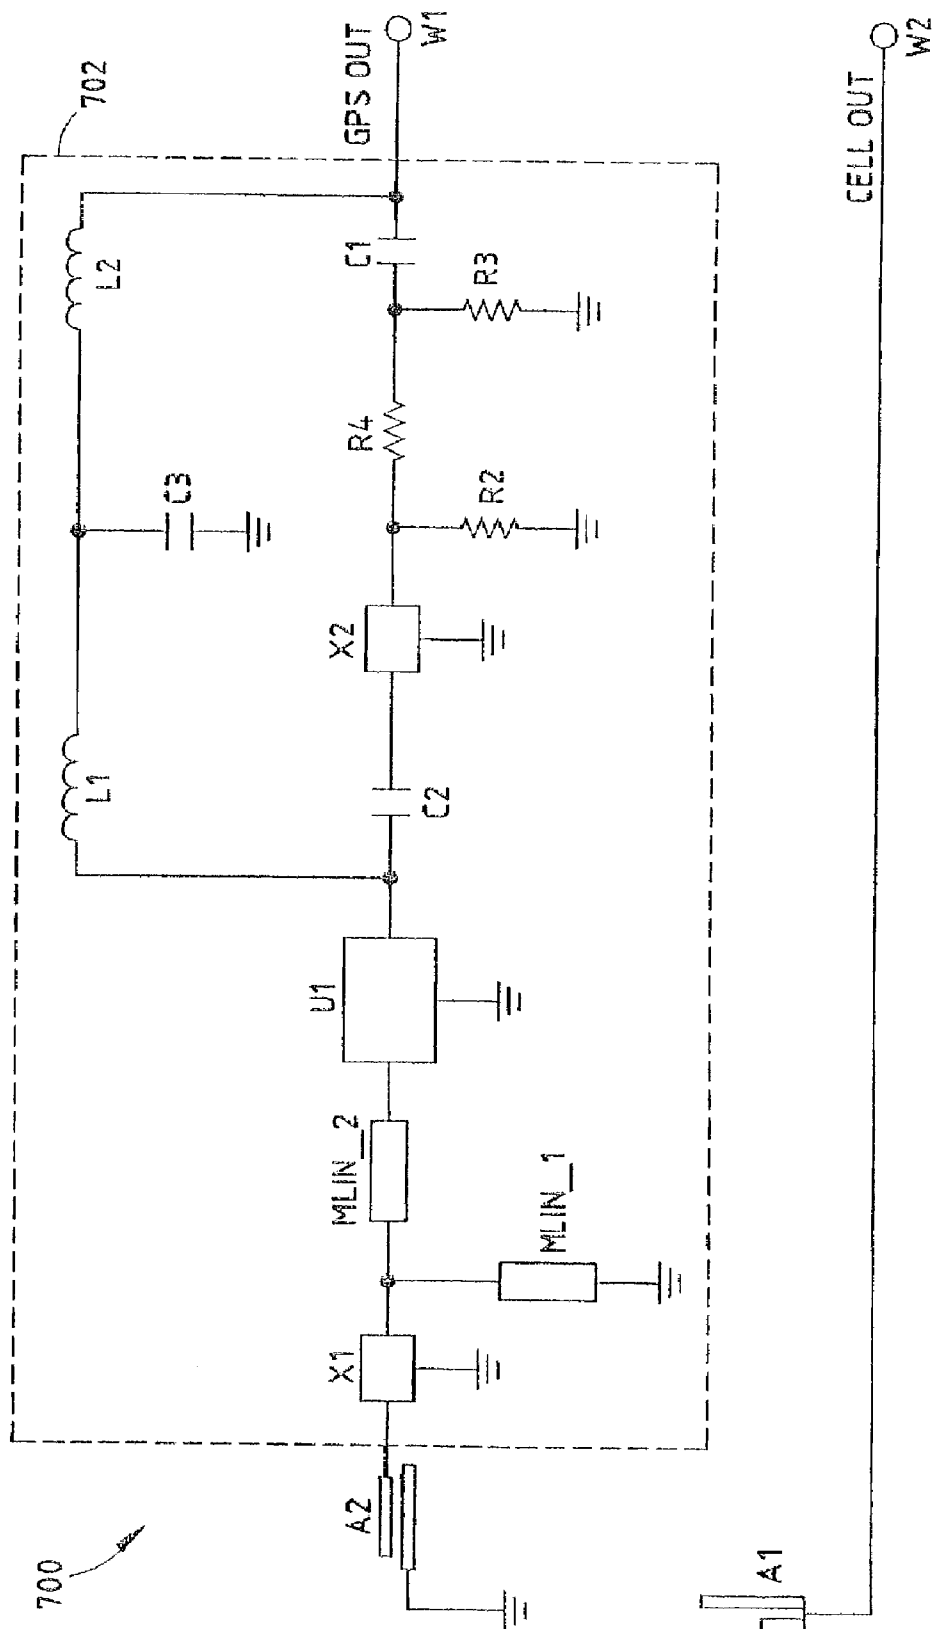 700
702
L1
L2
C3
A2
X1
MLIN_2
U1
C2
X2
R4
C1
GPS OUT
W1
MLIN_1
R2
R3
A1
CELL OUT
W2